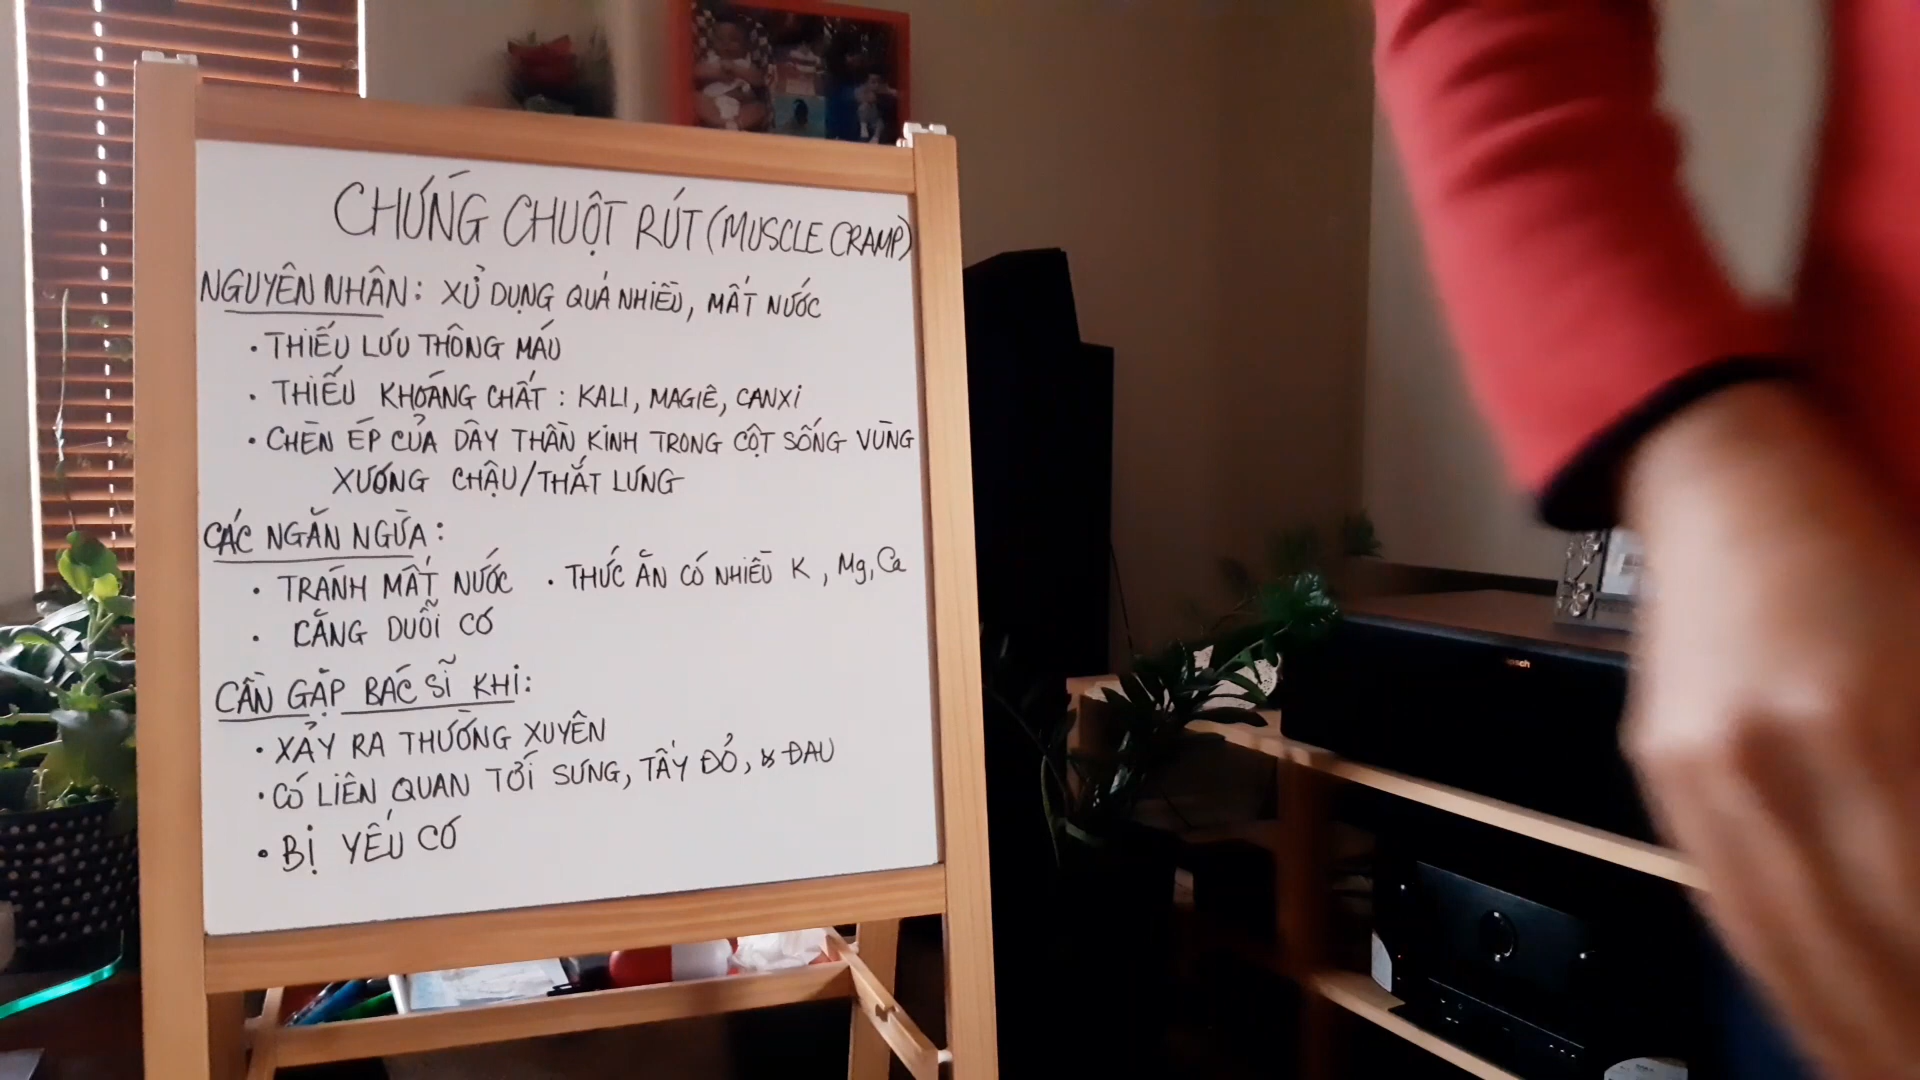 CHỨNG CHUỘT RÚT (MUSCLE CRAMP)
NGUYÊN NHÂN: XỬ DỤNG QUÁ NHIỀU, MẤT NƯỚC
• THIẾU LƯU THÔNG MÁU
• THIẾU KHOÁNG CHẤT: KALI, MAGIÊ, CANXI
• CHÈN ÉP CỦA DÂY THẦN KINH TRONG CỘT SỐNG VÙNG
XƯƠNG CHẬU/THẮT LƯNG
CÁC NGĂN NGỪA:
• TRÁNH MẤT NƯỚC • THỨC ĂN CÓ NHIỀU K, Mg, Ca
• CĂNG DUỖI CƠ
CẦN GẶP BÁC SĨ KHI:
• XẢY RA THƯỜNG XUYÊN
• CÓ LIÊN QUAN TỚI SƯNG, TẤY ĐỎ, & ĐAU
• BỊ YẾU CƠ